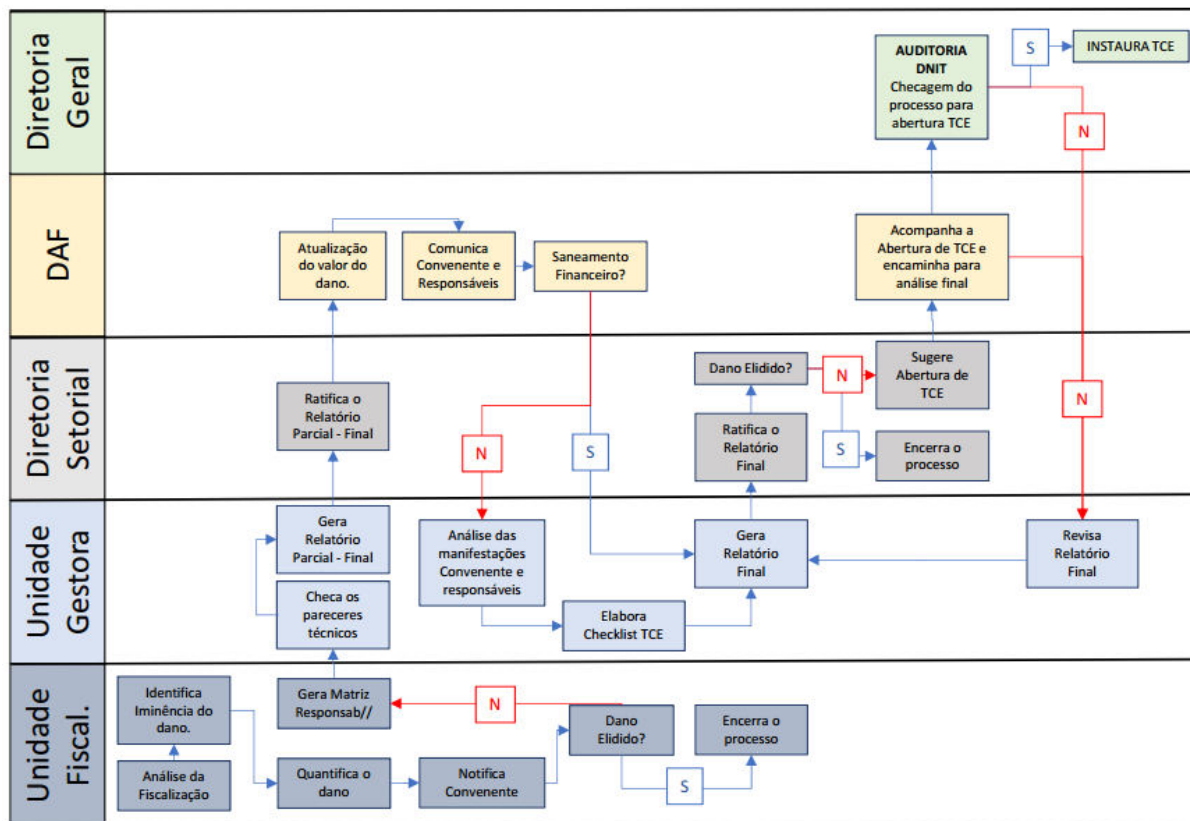 Diretoria
Geral
AUDITORIA
DNIT
Checagem do
processo para
abertura TCE
S
INSTAURA TCE
N
DAF
Atualização
do valor do
dano.
Comunica
Convenente e
Responsáveis
Saneamento
Financeiro?
Acompanha a
Abertura de TCE e
encaminha para
análise final
Diretoria
Setorial
Ratifica o
Relatório
Parcial - Final
N
S
Dano Elidido?
N
Sugere
Abertura de
TCE
Ratifica o
Relatório
Final
S
Encerra o
processo
N
Unidade
Gestora
Gera
Relatório
Parcial - Final
Checa os
pareceres
técnicos
Análise das
manifestações
Convenente e
responsáveis
Elabora
Checklist TCE
Gera
Relatório
Final
Revisa
Relatório
Final
Unidade
Fiscal.
Identifica
Iminência do
dano.
Análise da
Fiscalização
Gera Matriz
Responsab//
N
Quantifica o
dano
Notifica
Convenente
Dano
Elidido?
S
Encerra o
processo